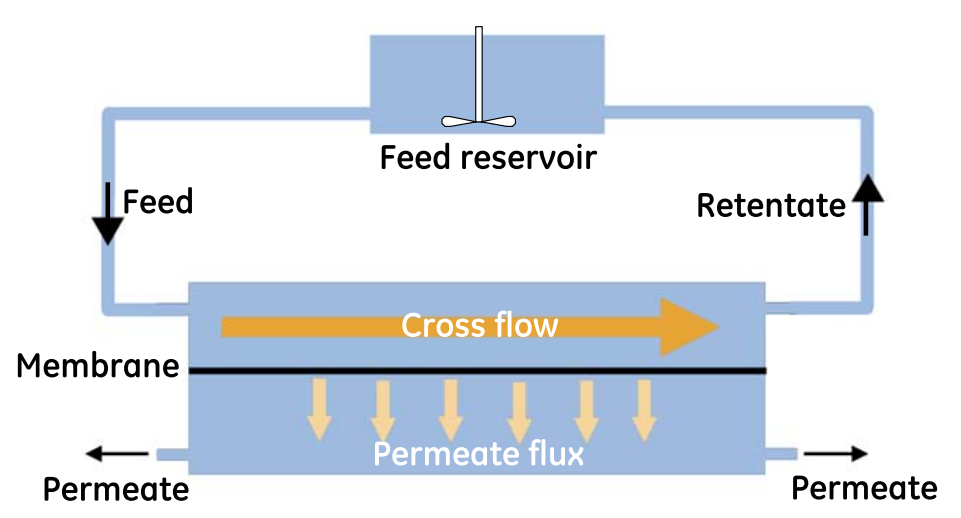 Feed reservoir
Feed
Retentate
Cross flow
Membrane
Permeate flux
Permeate
Permeate